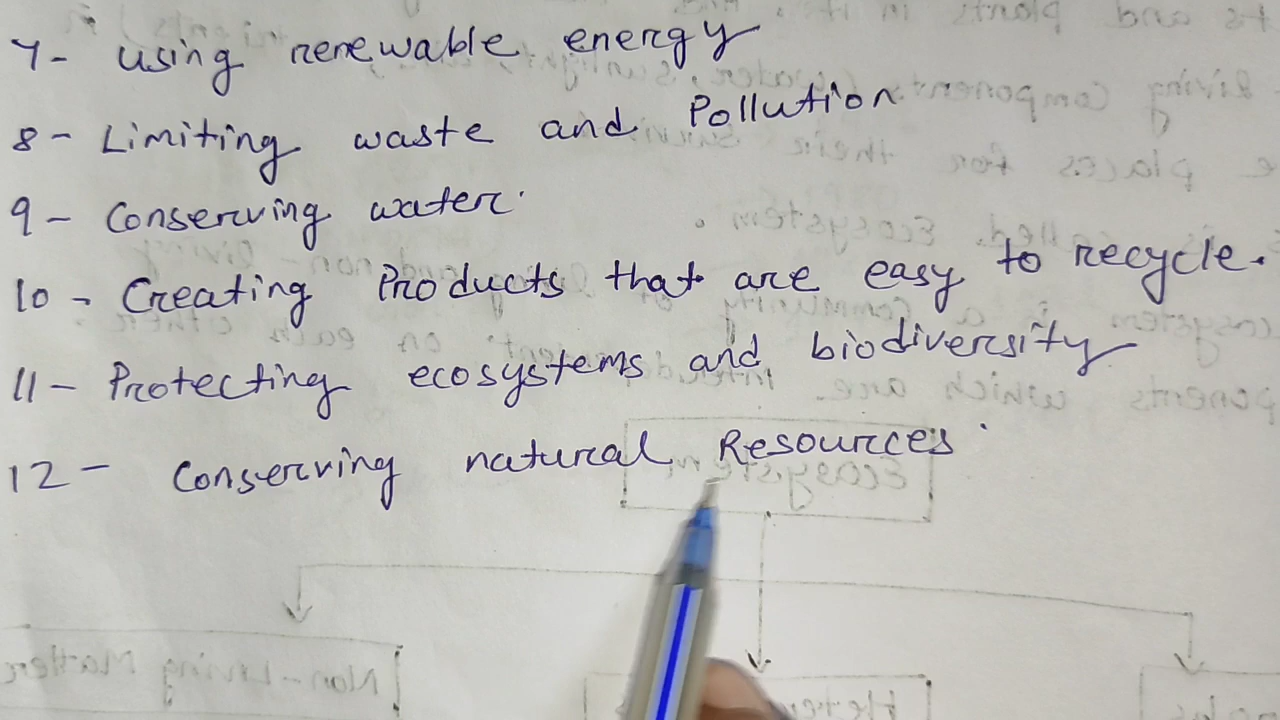 7- using renewable energy
8- Limiting waste and Pollution
9- Conserving water.
10- Creating Products that are easy to recycle.
11- Protecting ecosystems and biodiversity
12- Conserving natural Resources.